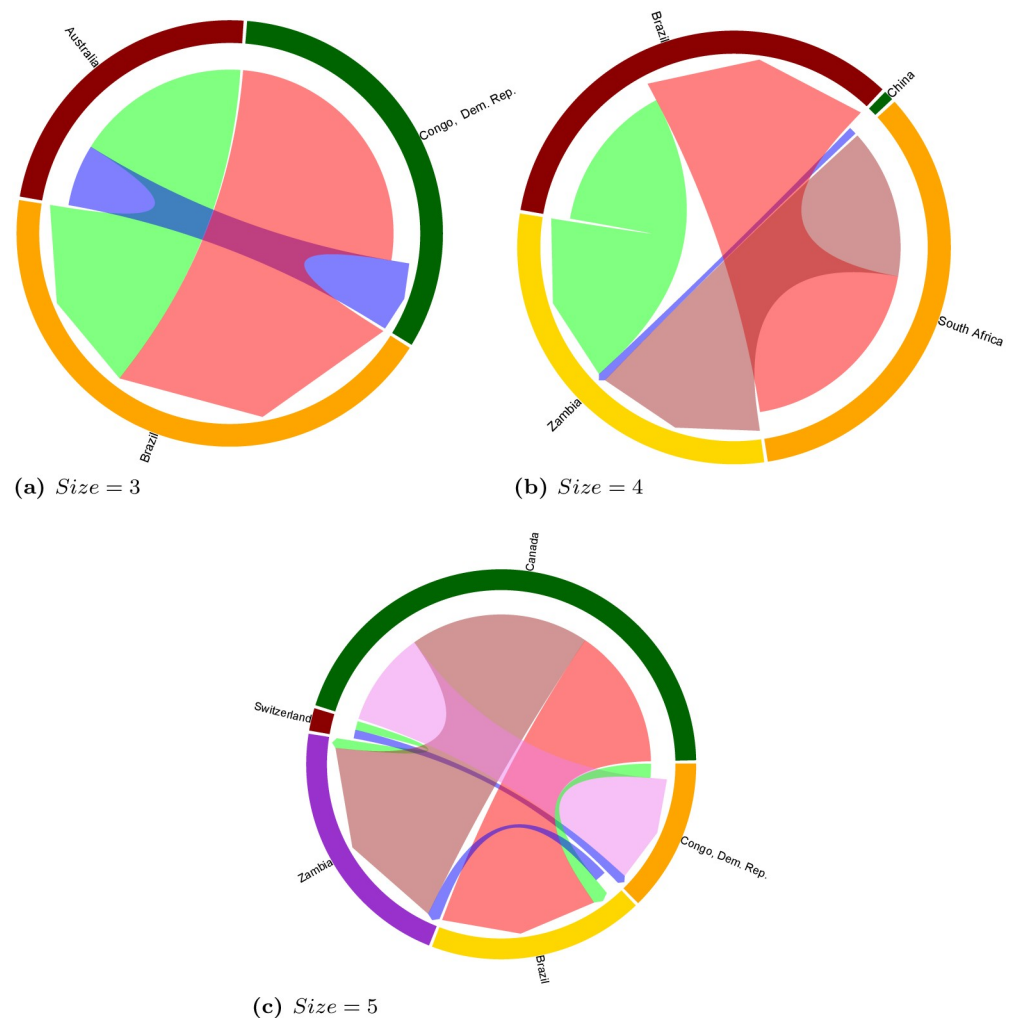 Australia
Congo, Dem. Rep.
Brazil
(a) Size = 3
Brazil
China
South Africa
Zambia
(b) Size = 4
Canada
Switzerland
Zambia
Congo, Dem. Rep.
Brazil
(c) Size = 5